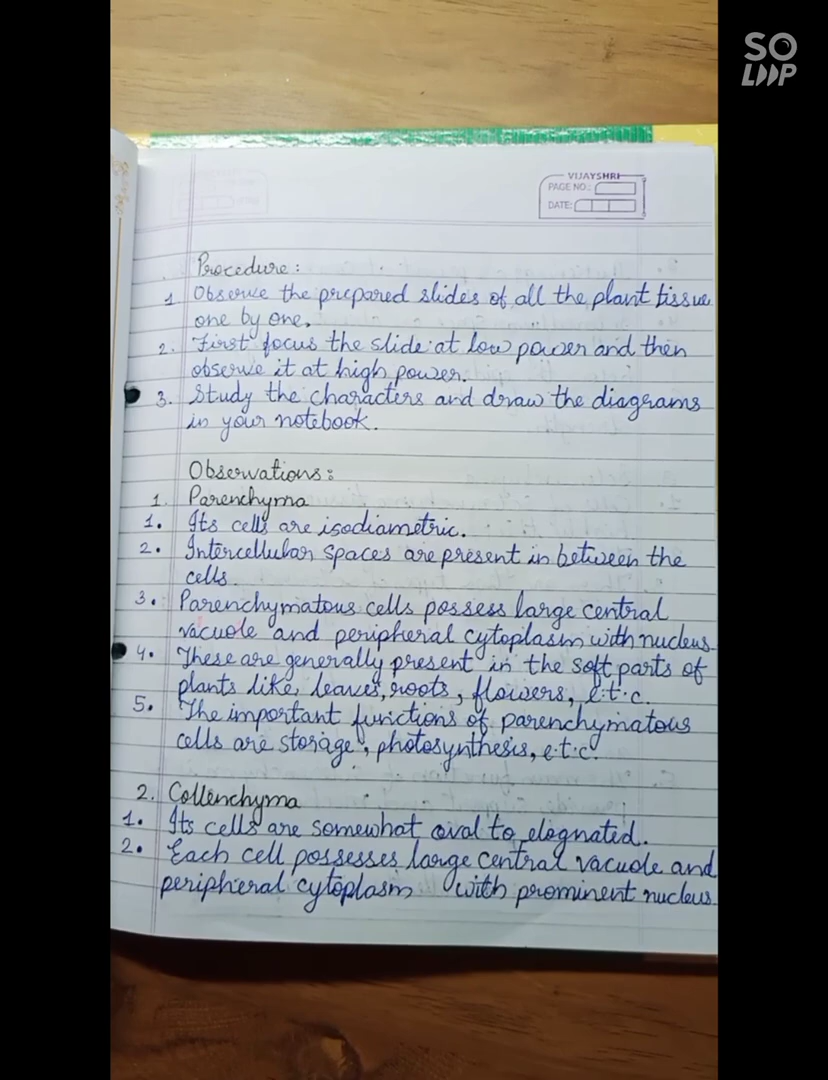 SO
LOOP
VIJAYSHRI
PAGE NO.:
DATE:
Procedure:
1. Observe the prepared slides of all the plant tissue
one by one.
2. First focus the slide at low power and then
observe it at high power.
3. Study the characters and draw the diagrams
in your notebook.
Observations:
1. Parenchyma
1. Its cells are isodiametric.
2. Intercellular spaces are present in between the
cells.
3. Parenchymatous cells possess large central
vacuole and peripheral cytoplasm with nucleus.
4. These are generally present in the soft parts of
plants like, leaves, roots, flowers, e.t.c.
5. The important functions of parenchymatous
cells are storage, photosynthesis, e.t.c.
2. Collenchyma
1. Its cells are somewhat oval to elognated.
2. Each cell possesses large central vacuole and
peripheral cytoplasm with prominent nucleus.